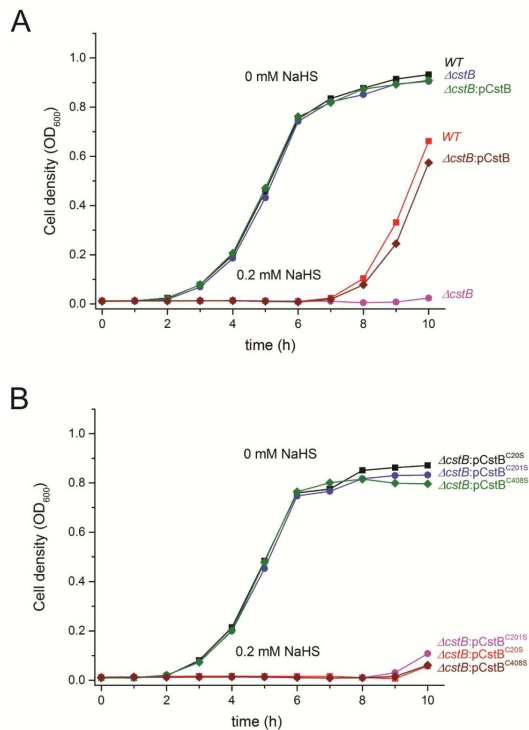 A
1.0
0.8
0.6
0.4
0.2
0.0
Cell density (OD600)
0 mM NaHS
WT
ΔcstB
ΔcstB:pCstB
WT
ΔcstB:pCstB
0.2 mM NaHS
ΔcstB
0 2 4 6 8 10
time (h)
B
1.0
0.8
0.6
0.4
0.2
0.0
Cell density (OD600)
0 mM NaHS
ΔcstB:pCstBC20S
ΔcstB:pCstBC201S
ΔcstB:pCstBC408S
0.2 mM NaHS
ΔcstB:pCstBC201S
ΔcstB:pCstBC20S
ΔcstB:pCstBC408S
0 2 4 6 8 10
time (h)